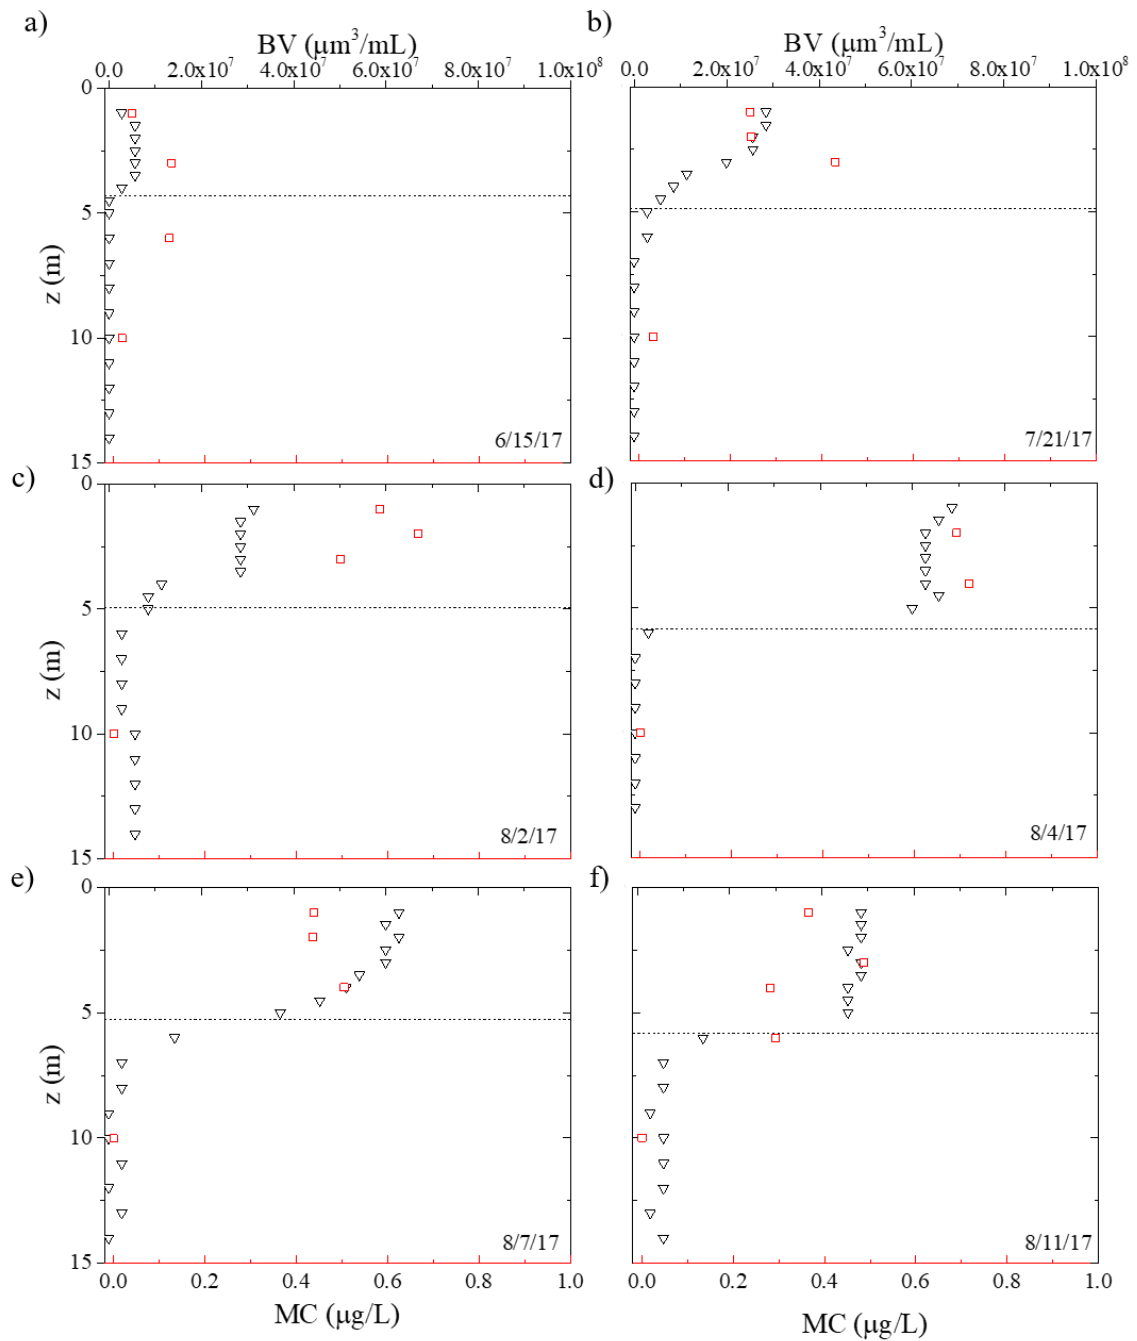 a)
BV (μm³/mL)
0.0 2.0x10⁷ 4.0x10⁷ 6.0x10⁷ 8.0x10⁷ 1.0x10⁸
b)
BV (μm³/mL)
0.0 2.0x10⁷ 4.0x10⁷ 6.0x10⁷ 8.0x10⁷ 1.0x10⁸
0
5
10
15
z (m)
6/15/17
7/21/17
c)
d)
0
5
10
15
z (m)
8/2/17
8/4/17
e)
f)
0
5
10
15
z (m)
8/7/17
8/11/17
0.0 0.2 0.4 0.6 0.8 1.0
MC (μg/L)
0.0 0.2 0.4 0.6 0.8 1.0
MC (μg/L)